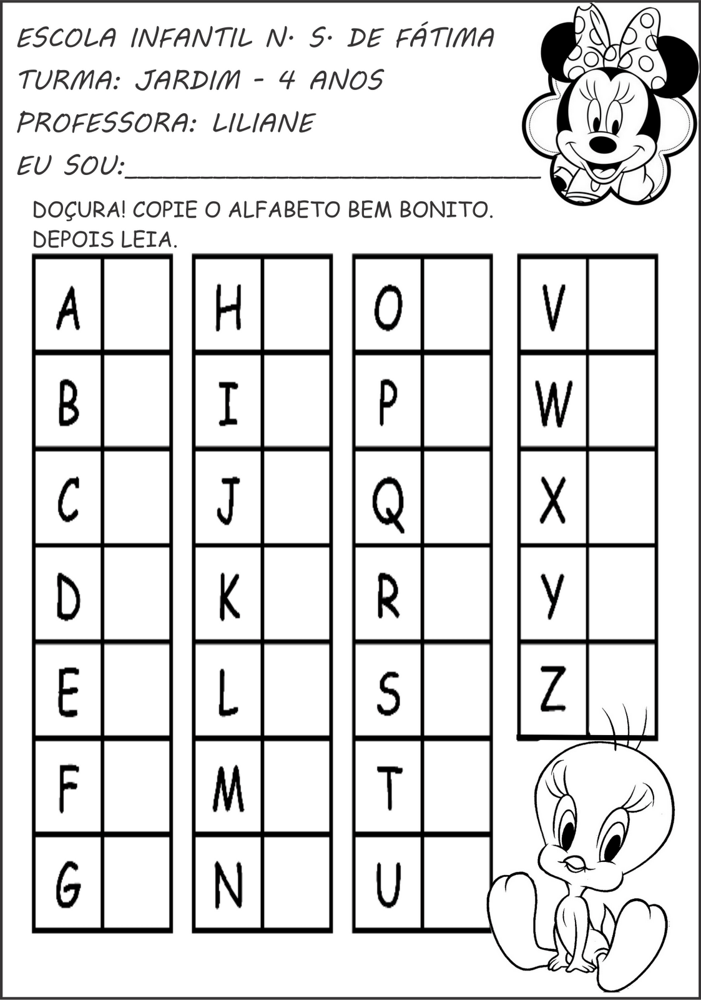 ESCOLA INFANTIL N. S. DE FÁTIMA
TURMA: JARDIM - 4 ANOS
PROFESSORA: LILIANE
EU SOU:_________________________________
DOÇURA! COPIE O ALFABETO BEM BONITO.
DEPOIS LEIA.
A H O V
B I P W
C J Q X
D K R Y
E L S Z
F M T
G N U